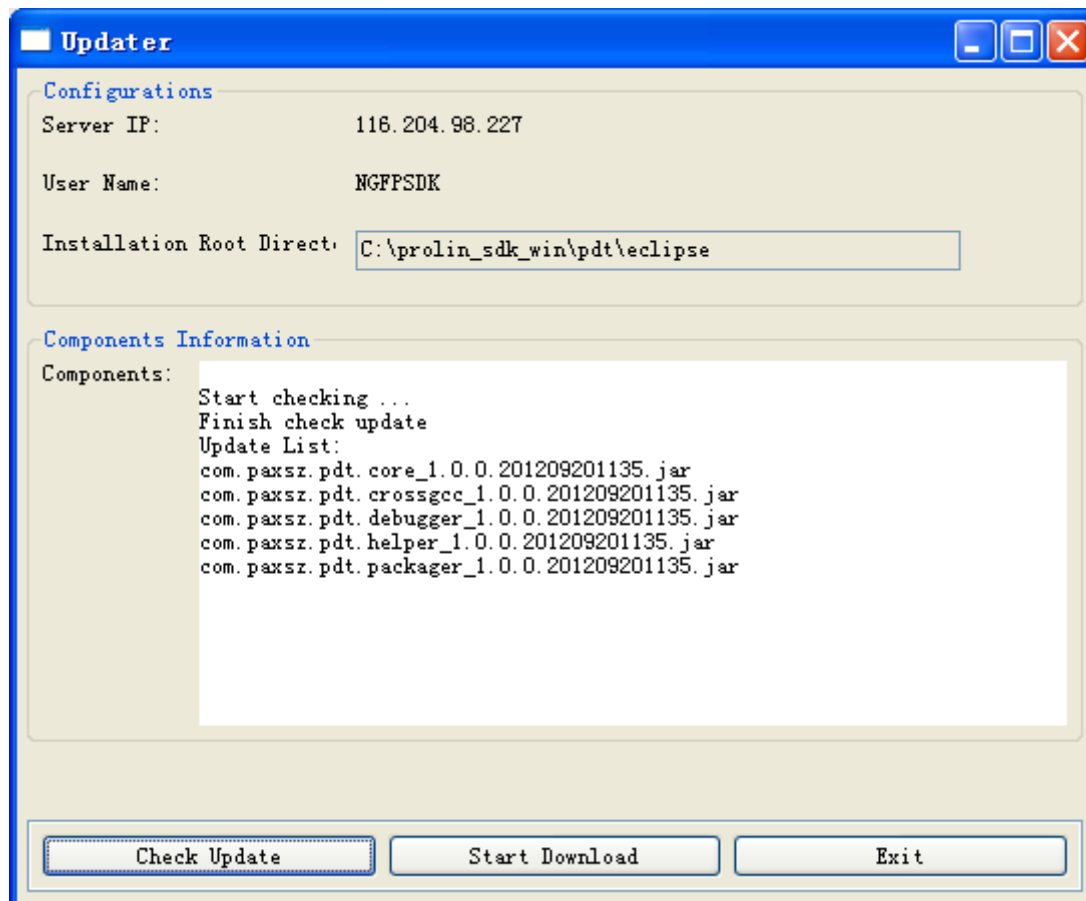 Updater
Configurations
Server IP: 116.204.98.227
User Name: NGFPSDK
Installation Root Direct C:\prolin_sdk_win\pdt\eclipse
Components Information
Components:
Start checking ...
Finish check update
Update List:
com.paxsz.pdt.core_1.0.0.201209201135.jar
com.paxsz.pdt.crossgcc_1.0.0.201209201135.jar
com.paxsz.pdt.debugger_1.0.0.201209201135.jar
com.paxsz.pdt.helper_1.0.0.201209201135.jar
com.paxsz.pdt.packager_1.0.0.201209201135.jar
Check Update Start Download Exit